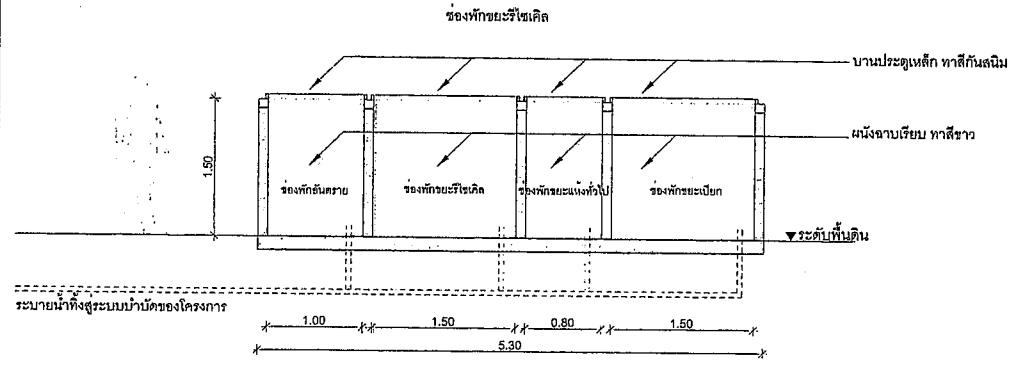 ช่องพักขยะรีไซเคิล
บานประตูเหล็ก ทาสีกันสนิม
ผนังฉาบเรียบ ทาสีขาว
1.50
ช่องพักอันตราย
ช่องพักขยะรีไซเคิล
ช่องพักขยะแห้งทั่วไป
ช่องพักขยะเปียก
ระดับพื้นดิน
ระบายน้ำทิ้งสู่ระบบบำบัดของโครงการ
1.00
1.50
0.80
1.50
5.30